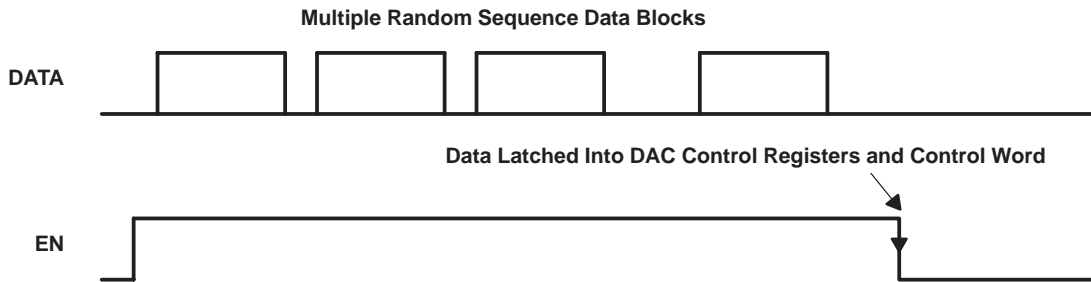 Multiple Random Sequence Data Blocks
DATA
Data Latched Into DAC Control Registers and Control Word
EN